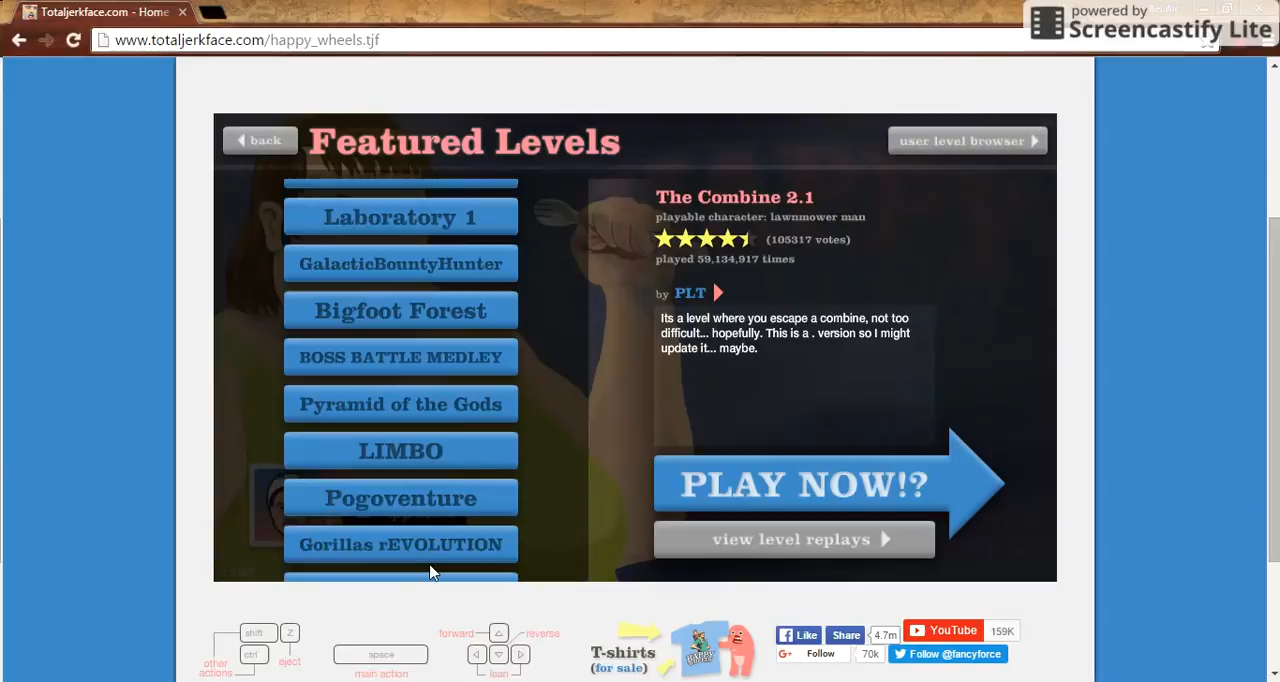 Totaljerkface.com - Home
powered by
Screencastify Lite
www.totaljerkface.com/happy_wheels.tjf
back
Featured Levels
user level browser
Laboratory 1
GalacticBountyHunter
Bigfoot Forest
BOSS BATTLE MEDLEY
Pyramid of the Gods
LIMBO
Pogoventure
Gorillas rEVOLUTION
The Combine 2.1
playable character: lawnmower man
(105317 votes)
played 59,134,917 times
by PLT
Its a level where you escape a combine, not too
difficult... hopefully. This is a . version so I might
update it... maybe.
PLAY NOW!?
view level replays
shift Z
ctrl
eject
other
actions
space
main action
forward
reverse
lean
T-shirts
(for sale)
Like Share 4.7m
YouTube 159K
G+ Follow 70k
Follow @fancyforce